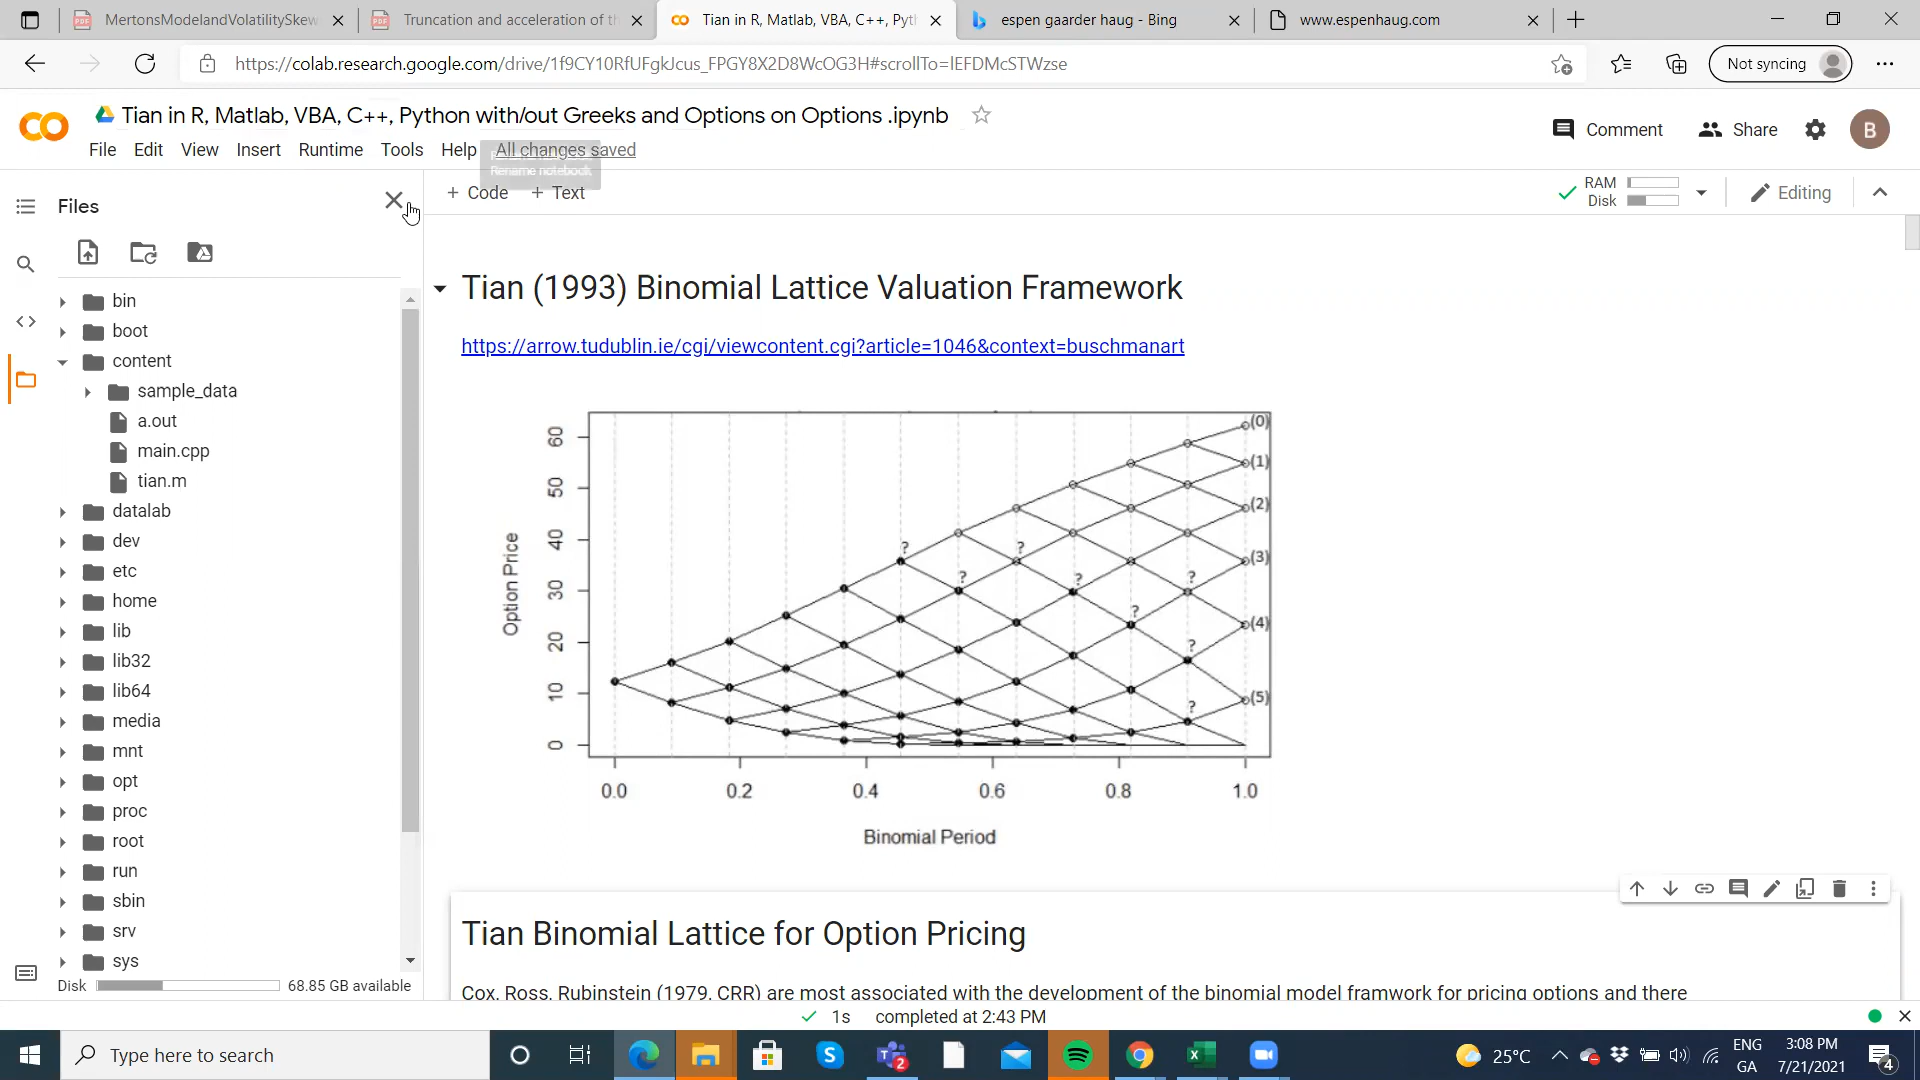 MertonsModelandVolatilitySkew
Truncation and acceleration of th
Tian in R, Matlab, VBA, C++, Pyth
espen gaarder haug - Bing
www.espenhaug.com
https://colab.research.google.com/drive/1f9CY10RfUFgkJcus_FPGY8X2D8WcOG3H#scrollTo=lEFDMcSTWzse
Not syncing
Tian in R, Matlab, VBA, C++, Python with/out Greeks and Options on Options .ipynb
Comment
Share
B
File Edit View Insert Runtime Tools Help All changes saved
Rename notebook
Files
+ Code + Text
RAM
Disk
Editing
bin
boot
content
sample_data
a.out
main.cpp
tian.m
datalab
dev
etc
home
lib
lib32
lib64
media
mnt
opt
proc
root
run
sbin
srv
sys
Disk 68.85 GB available
Tian (1993) Binomial Lattice Valuation Framework
https://arrow.tudublin.ie/cgi/viewcontent.cgi?article=1046&context=buschmanart
Option Price
60
50
40
30
20
10
0
(0)
(1)
(2)
(3)
(4)
(5)
? ?
? ? ?
?
?
?
0.0 0.2 0.4 0.6 0.8 1.0
Binomial Period
Tian Binomial Lattice for Option Pricing
Cox, Ross, Rubinstein (1979, CRR) are most associated with the development of the binomial model framwork for pricing options and there
1s completed at 2:43 PM
Type here to search
2
25°C
ENG
GA
3:08 PM
7/21/2021
4